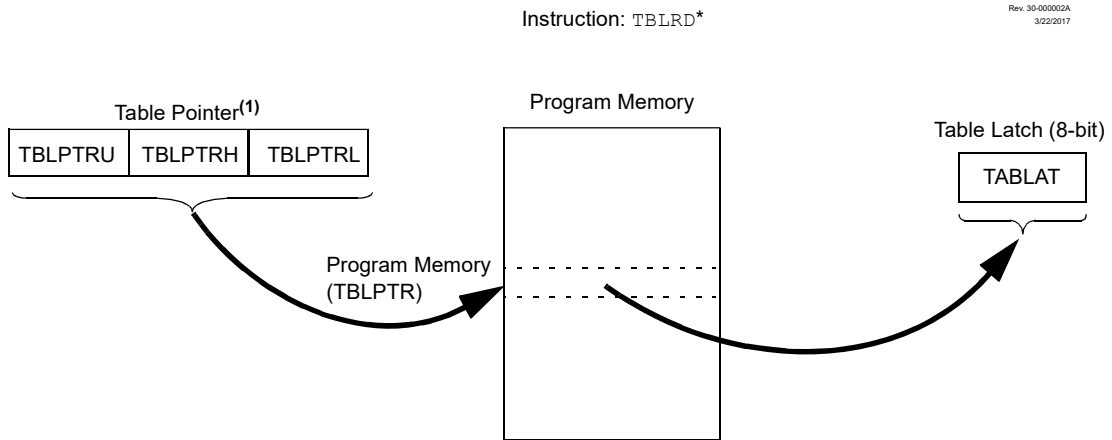 Instruction: TBLRD*
Rev. 30-000002A
3/22/2017
Table Pointer(1)
Program Memory
Table Latch (8-bit)
TBLPTRU TBLPTRH TBLPTRL
TABLAT
Program Memory
(TBLPTR)